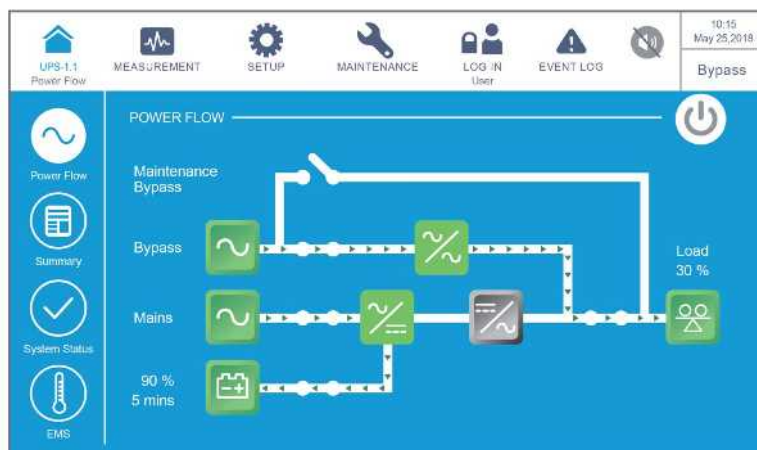 UPS-1.1
Power Flow
MEASUREMENT
SETUP
MAINTENANCE
LOG IN
User
EVENT LOG
10:15
May 25,2018
Bypass
POWER FLOW
Power Flow
Summary
System Status
EMS
Maintenance
Bypass
Bypass
Mains
90 %
5 mins
Load
30 %